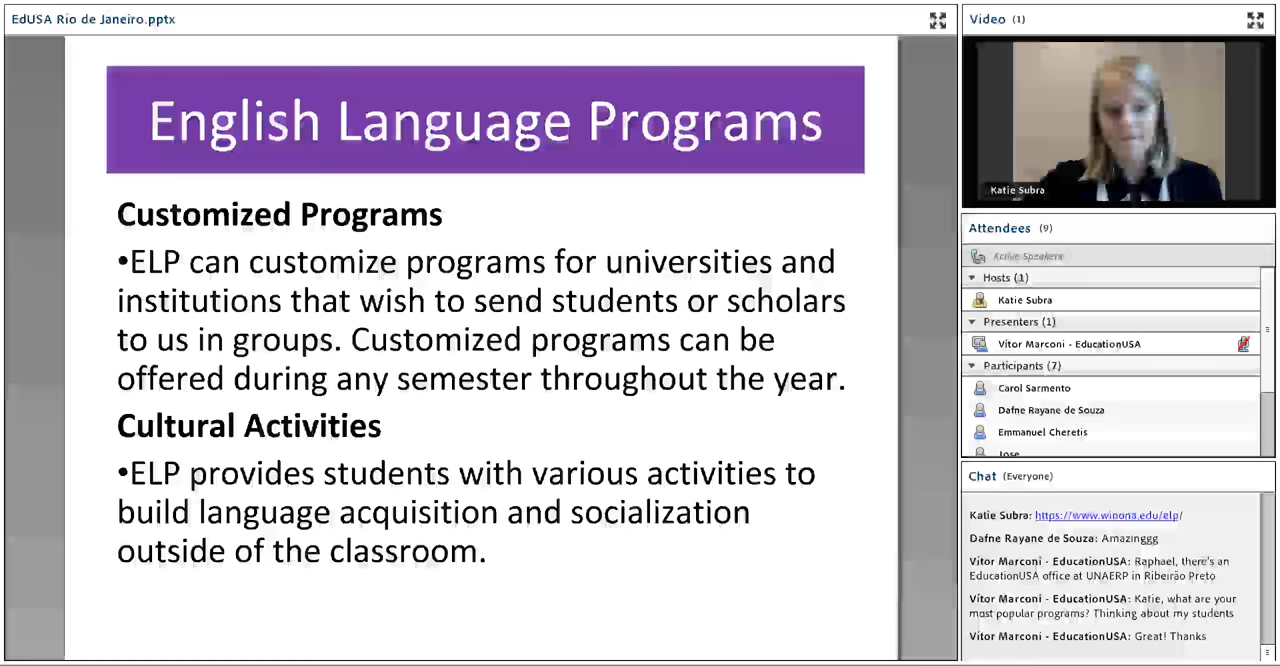 EdUSA Rio de Janeiro.pptx
English Language Programs
Customized Programs
•ELP can customize programs for universities and
institutions that wish to send students or scholars
to us in groups. Customized programs can be
offered during any semester throughout the year.
Cultural Activities
•ELP provides students with various activities to
build language acquisition and socialization
outside of the classroom.
Video (1)
Katie Subra
Attendees (9)
Active Speakers
Hosts (1)
Katie Subra
Presenters (1)
Vítor Marconi - EducationUSA
Participants (7)
Carol Sarmento
Dafne Rayane de Souza
Emmanuel Cheretis
Jose
Chat (Everyone)
Katie Subra: https://www.winona.edu/elp/
Dafne Rayane de Souza: Amazinggg
Vítor Marconi - EducationUSA: Raphael, there's an
EducationUSA office at UNAERP in Ribeirão Preto
Vítor Marconi - EducationUSA: Katie, what are your
most popular programs? Thinking about my students
Vítor Marconi - EducationUSA: Great! Thanks